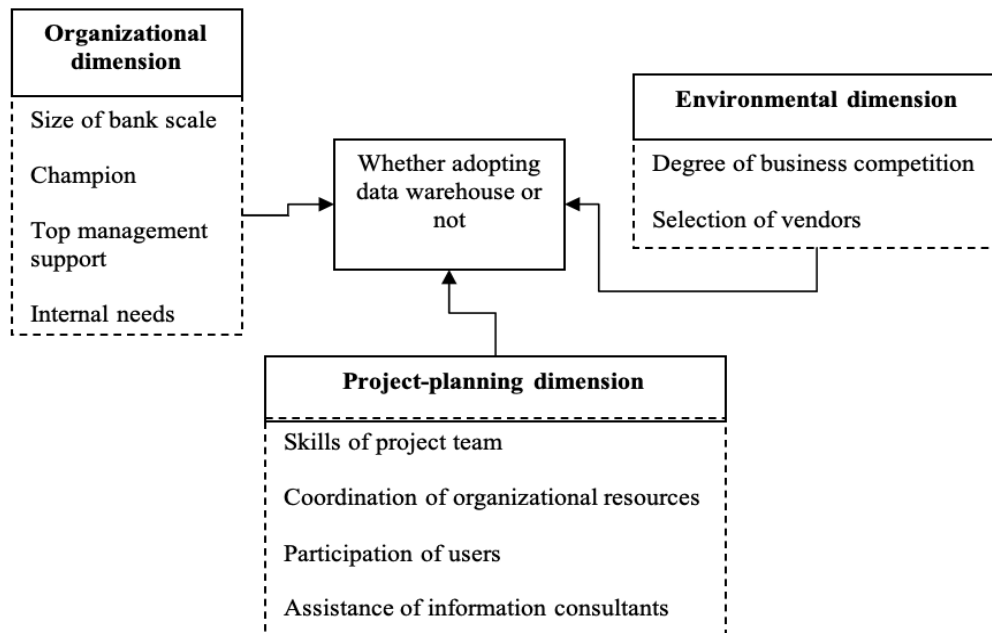 Organizational
dimension
Size of bank scale
Champion
Top management
support
Internal needs
Whether adopting
data warehouse or
not
Environmental dimension
Degree of business competition
Selection of vendors
Project-planning dimension
Skills of project team
Coordination of organizational resources
Participation of users
Assistance of information consultants